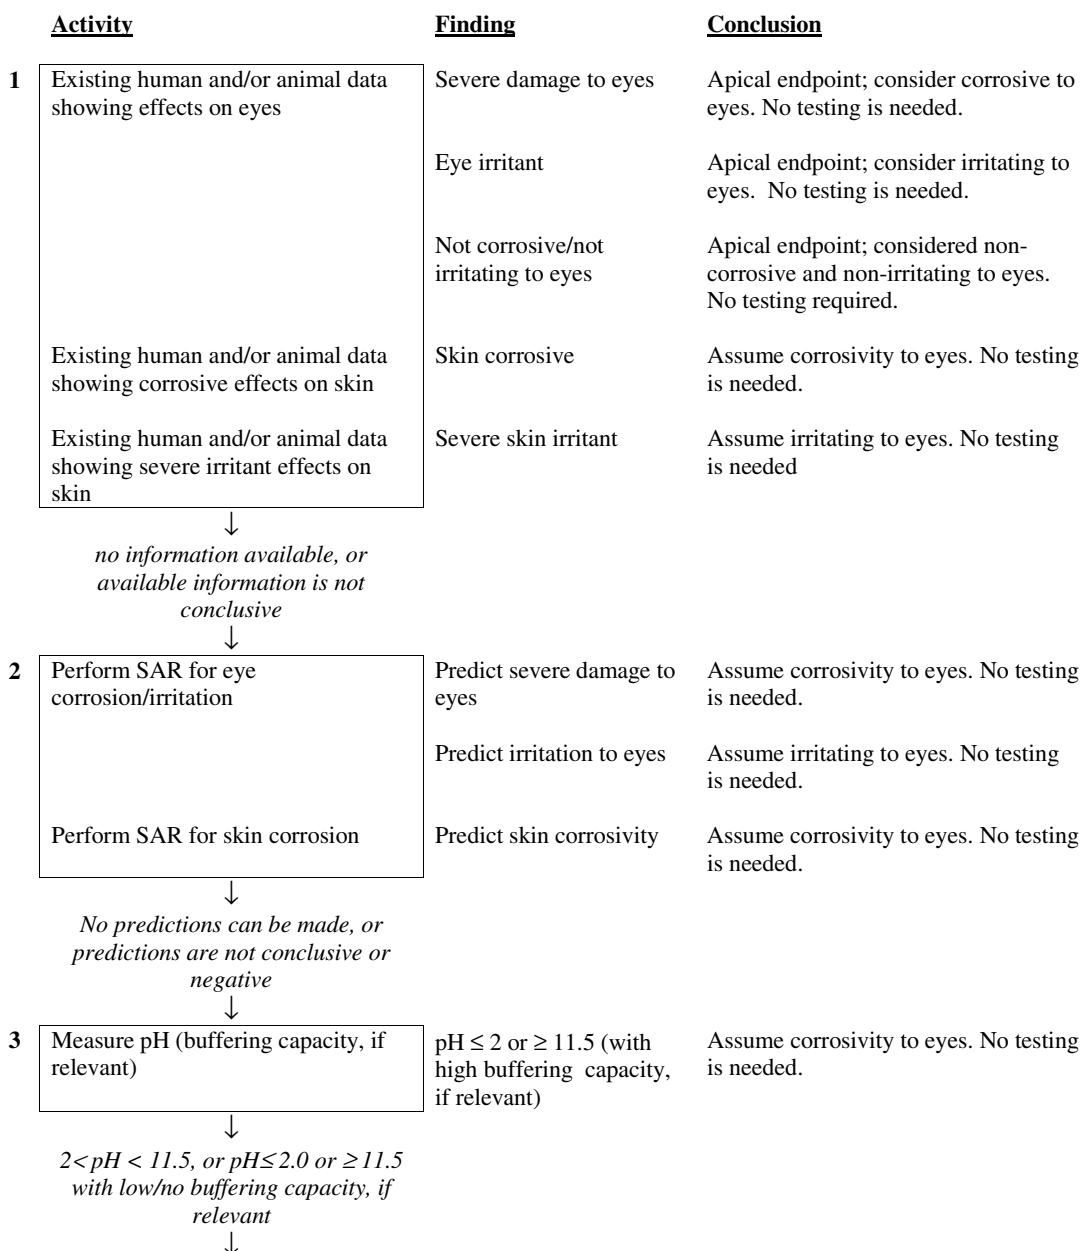 Activity Finding Conclusion
1 Existing human and/or animal data Severe damage to eyes Apical endpoint; consider corrosive to
showing effects on eyes eyes. No testing is needed.
Eye irritant Apical endpoint; consider irritating to
eyes.  No testing is needed.
Not corrosive/not Apical endpoint; considered non-
irritating to eyes corrosive and non-irritating to eyes.
No testing required.
Existing human and/or animal data Skin corrosive Assume corrosivity to eyes. No testing
showing corrosive effects on skin is needed.
Existing human and/or animal data Severe skin irritant Assume irritating to eyes. No testing
showing severe irritant effects on is needed
skin
↓
no information available, or
available information is not
conclusive
↓
2 Perform SAR for eye Predict severe damage to Assume corrosivity to eyes. No testing
corrosion/irritation eyes is needed.
Predict irritation to eyes Assume irritating to eyes. No testing
is needed.
Perform SAR for skin corrosion Predict skin corrosivity Assume corrosivity to eyes. No testing
is needed.
↓
No predictions can be made, or
predictions are not conclusive or
negative
↓
3 Measure pH (buffering capacity, if pH ≤ 2 or ≥ 11.5 (with Assume corrosivity to eyes. No testing
relevant) high buffering  capacity, is needed.
if relevant)
↓
2< pH < 11.5, or pH≤ 2.0 or ≥ 11.5
with low/no buffering capacity, if
relevant
↓